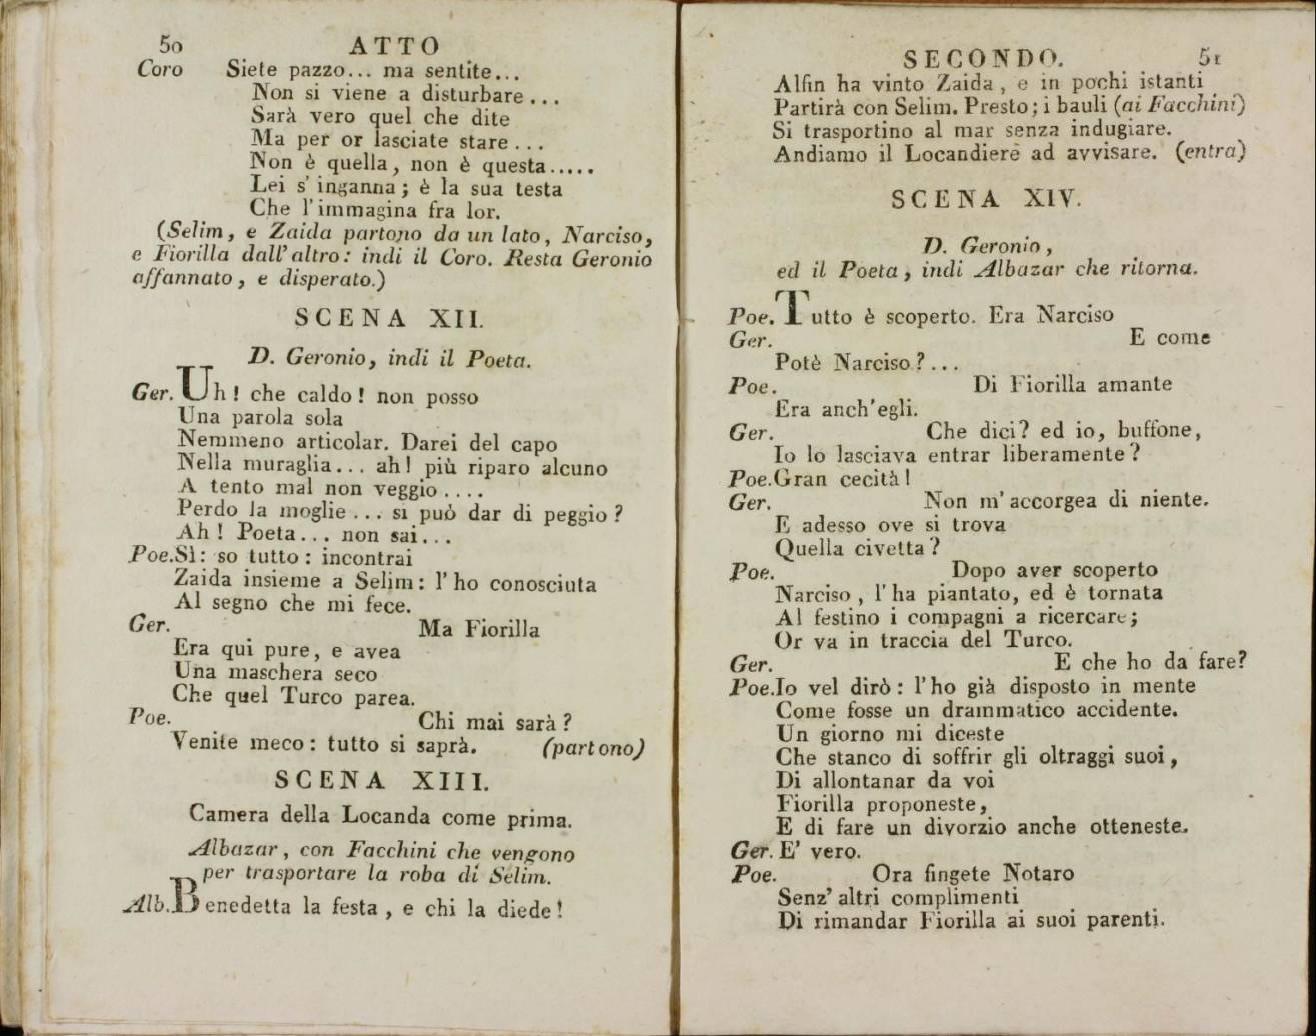 50 ATTO
Coro Siete pazzo... ma sentite...
Non si viene a disturbare...
Sarà vero quel che dite
Ma per or lasciate stare...
Non è quella, non è questa.....
Lei s'inganna; è la sua testa
Che l'immagina fra lor.
(Selim, e Zaida partono da un lato, Narciso,
e Fiorilla dall'altro: indi il Coro. Resta Geronio
affannato, e disperato.)
SCENA XII.
D. Geronio, indi il Poeta.
Ger. Uh! che caldo! non posso
Una parola sola
Nemmeno articolar. Darei del capo
Nella muraglia... ah! più riparo alcuno
A tento mal non veggio....
Perdo la moglie... si può dar di peggio?
Ah! Poeta... non sai...
Poe. Sì: so tutto: incontrai
Zaida insieme a Selim: l'ho conosciuta
Al segno che mi fece.
Ger. Ma Fiorilla
Era qui pure, e avea
Una maschera seco
Che quel Turco parea.
Poe. Chi mai sarà?
Venite meco: tutto si saprà. (partono)
SCENA XIII.
Camera della Locanda come prima.
Albazar, con Facchini che vengono
per trasportare la roba di Selim.
Alb. Benedetta la festa, e chi la diede!
SECONDO. 51
Alfin ha vinto Zaida, e in pochi istanti
Partirà con Selim. Presto; i bauli (ai Facchini)
Si trasportino al mar senza indugiare.
Andiamo il Locandiere ad avvisare. (entra)
SCENA XIV.
D. Geronio,
ed il Poeta, indi Albazar che ritorna.
Poe. Tutto è scoperto. Era Narciso
Ger. E come
Potè Narciso?...
Poe. Di Fiorilla amante
Era anch'egli.
Ger. Che dici? ed io, buffone,
Io lo lasciava entrar liberamente?
Poe. Gran cecità!
Ger. Non m'accorgea di niente.
E adesso ove si trova
Quella civetta?
Poe. Dopo aver scoperto
Narciso, l'ha piantato, ed è tornata
Al festino i compagni a ricercare;
Or va in traccia del Turco.
Ger. E che ho da fare?
Poe. Io vel dirò: l'ho già disposto in mente
Come fosse un drammatico accidente.
Un giorno mi diceste
Che stanco di soffrir gli oltraggi suoi,
Di allontanar da voi
Fiorilla proponeste,
E di fare un divorzio anche otteneste.
Ger. E' vero.
Poe. Ora fingete Notaro
Senz'altri complimenti
Di rimandar Fiorilla ai suoi parenti.